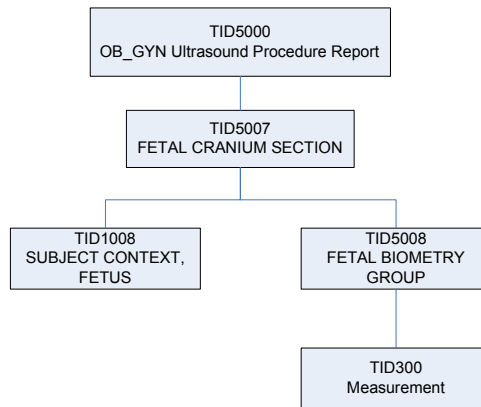 TID5000
OB_GYN Ultrasound Procedure Report
TID5007
FETAL CRANIUM SECTION
TID1008
SUBJECT CONTEXT,
FETUS
TID5008
FETAL BIOMETRY
GROUP
TID300
Measurement